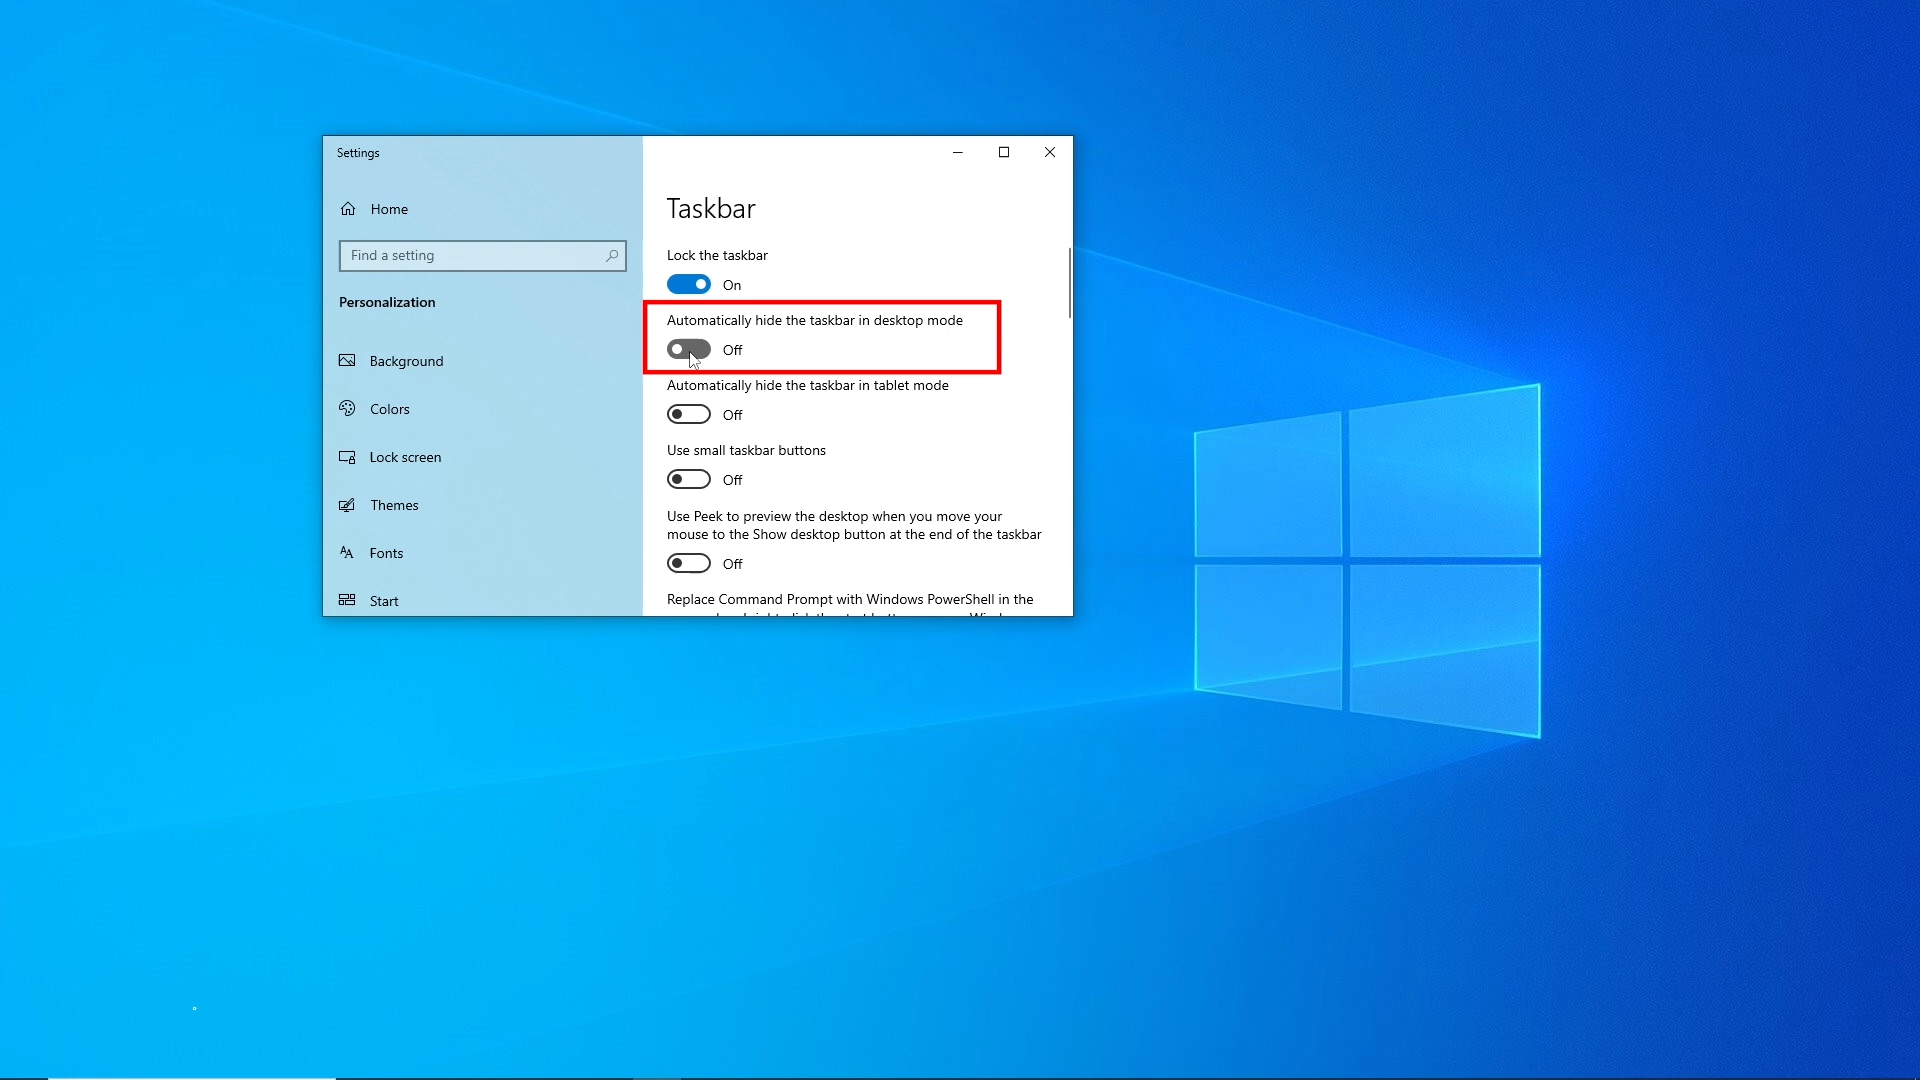 Settings
Home
Find a setting
Personalization
Background
Colors
Lock screen
Themes
Fonts
Start
Taskbar
Lock the taskbar
On
Automatically hide the taskbar in desktop mode
Off
Automatically hide the taskbar in tablet mode
Off
Use small taskbar buttons
Off
Use Peek to preview the desktop when you move your
mouse to the Show desktop button at the end of the taskbar
Off
Replace Command Prompt with Windows PowerShell in the